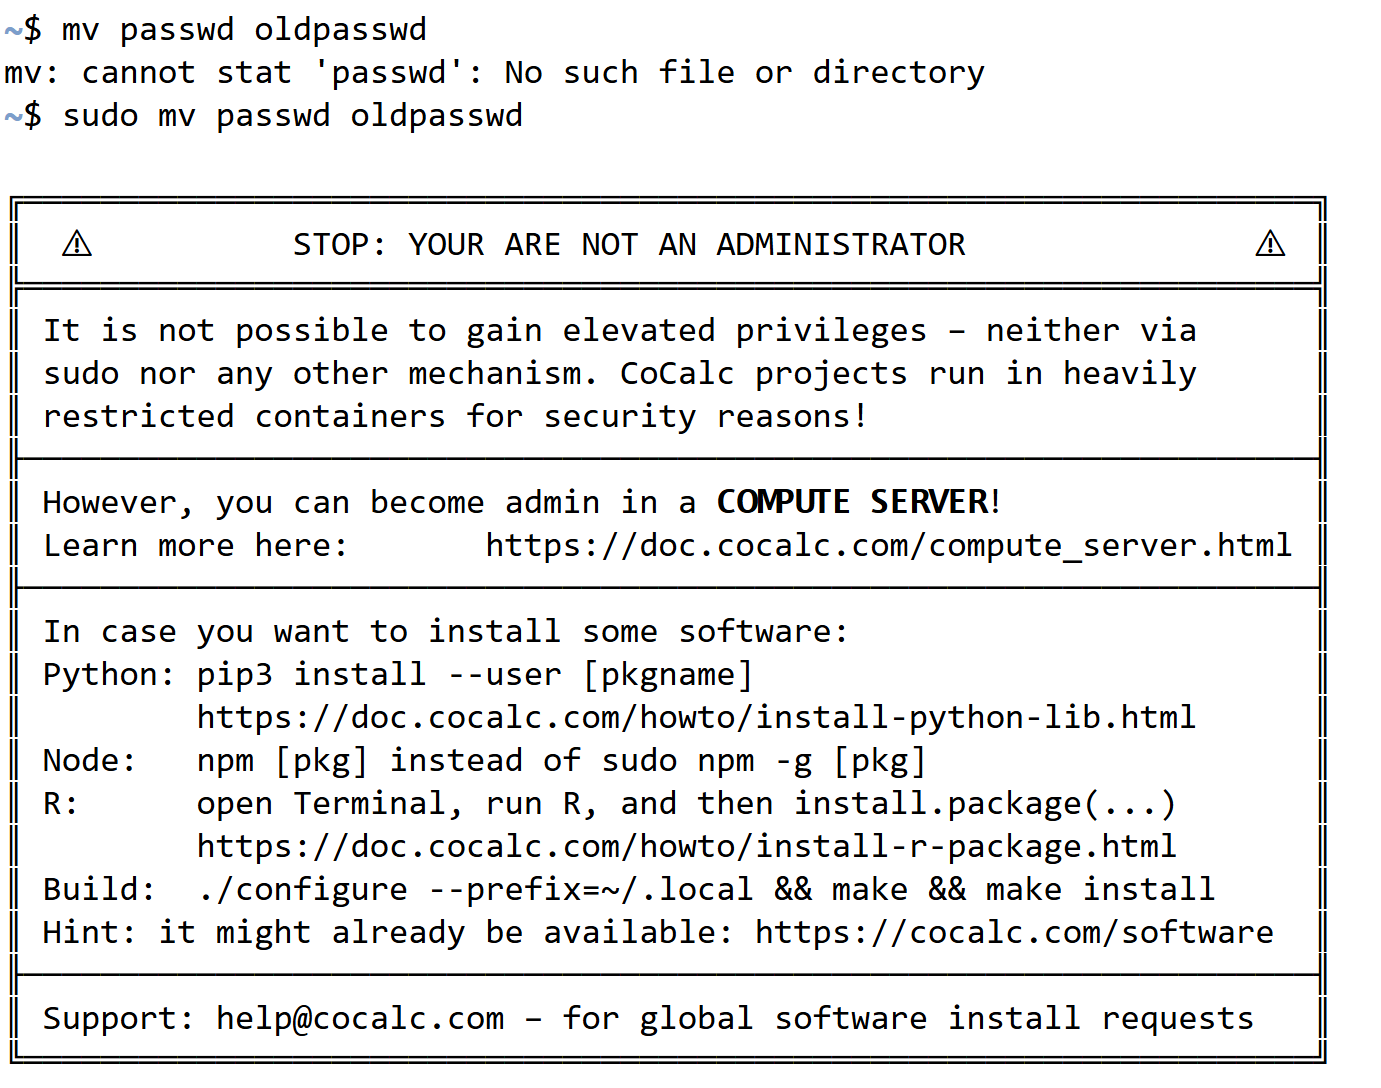 ~$ mv passwd oldpasswd
mv: cannot stat 'passwd': No such file or directory
~$ sudo mv passwd oldpasswd
⚠ STOP: YOUR ARE NOT AN ADMINISTRATOR ⚠
It is not possible to gain elevated privileges – neither via
sudo nor any other mechanism. CoCalc projects run in heavily
restricted containers for security reasons!
However, you can become admin in a COMPUTE SERVER!
Learn more here: https://doc.cocalc.com/compute_server.html
In case you want to install some software:
Python: pip3 install --user [pkgname]
https://doc.cocalc.com/howto/install-python-lib.html
Node: npm [pkg] instead of sudo npm -g [pkg]
R: open Terminal, run R, and then install.package(...)
https://doc.cocalc.com/howto/install-r-package.html
Build: ./configure --prefix=~/.local && make && make install
Hint: it might already be available: https://cocalc.com/software
Support: help@cocalc.com – for global software install requests